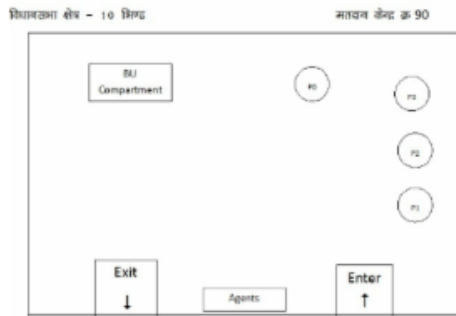 विधानसभा क्षेत्र - 10 भिण्ड
मतदान केन्द्र क्र 90
BU
Compartment
P0
P3
P2
P1
Exit
↓
Agents
Enter
↑